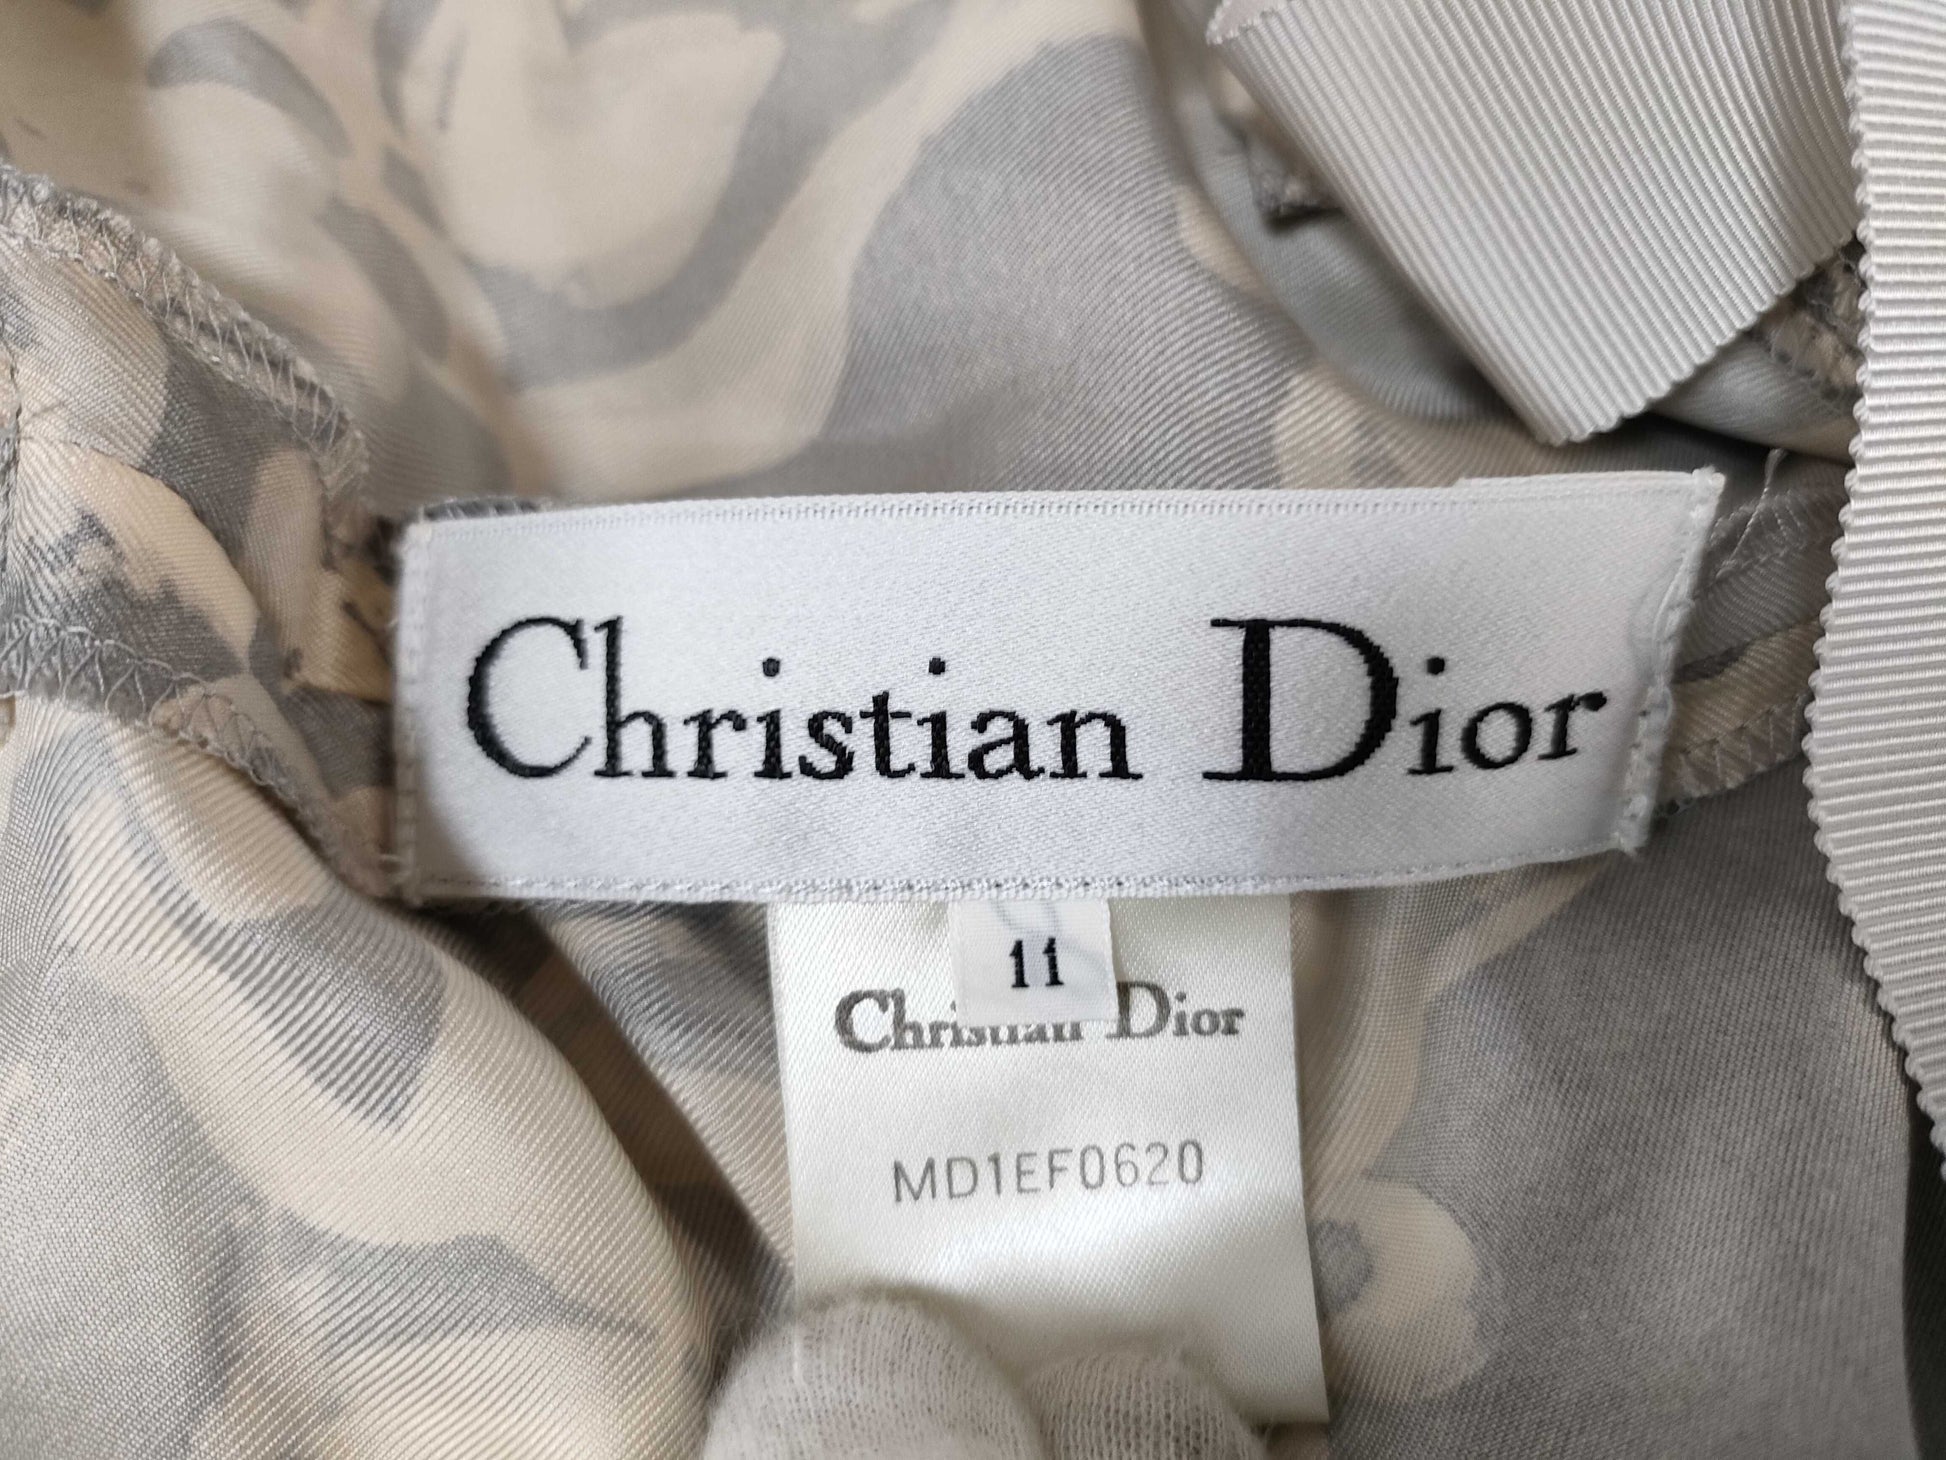 Christian Dior
11
Christian Dior
MD1EF0620